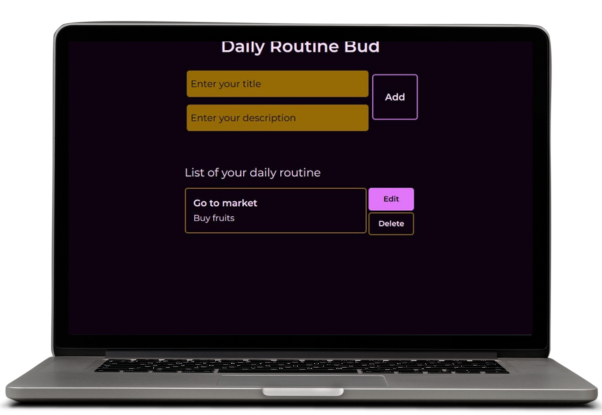 Daily Routine Bud
Enter your title
Add
Enter your description
List of your daily routine
Go to market
Edit
Buy fruits
Delete